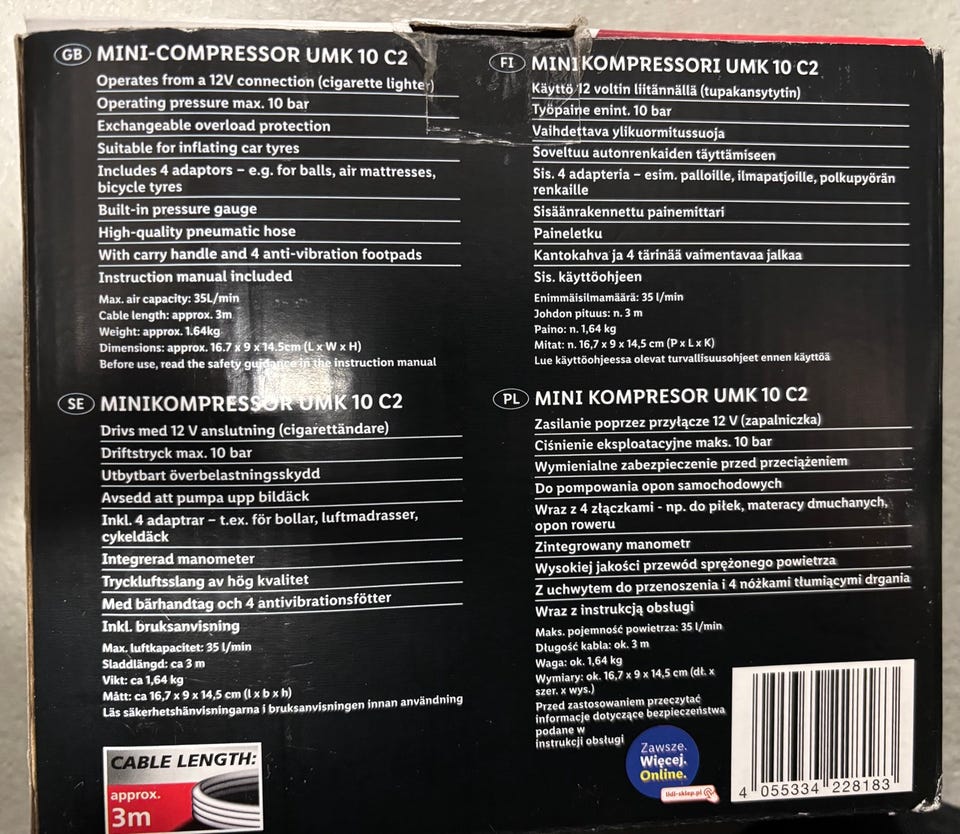 GB MINI-COMPRESSOR UMK 10 C2
Operates from a 12V connection (cigarette lighter)
Operating pressure max. 10 bar
Exchangeable overload protection
Suitable for inflating car tyres
Includes 4 adaptors – e.g. for balls, air mattresses,
bicycle tyres
Built-in pressure gauge
High-quality pneumatic hose
With carry handle and 4 anti-vibration footpads
Instruction manual included
Max. air capacity: 35L/min
Cable length: approx. 3m
Weight: approx. 1.64kg
Dimensions: approx. 16.7 x 9 x 14.5cm (L x W x H)
Before use, read the safety guidance in the instruction manual
FI MINIKOMPRESSORI UMK 10 C2
Käyttö 12 voltin liitännällä (tupakansytytin)
Työpaine enint. 10 bar
Vaihdettava ylikuormitussuoja
Soveltuu autonrenkaiden täyttämiseen
Sis. 4 adapteria – esim. palloille, ilmapatjoille, polkupyörän
renkaille
Sisäänrakennettu painemittari
Paineletku
Kantokahva ja 4 tärinää vaimentavaa jalkaa
Sis. käyttöohjeen
Enimmäisilmamäärä: 35 l/min
Johdon pituus: n. 3 m
Paino: n. 1,64 kg
Mitat: n. 16,7 x 9 x 14,5 cm (P x L x K)
Lue käyttöohjeessa olevat turvallisuusohjeet ennen käyttöä
SE MINIKOMPRESSOR UMK 10 C2
Drivs med 12 V anslutning (cigarettändare)
Driftstryck max. 10 bar
Utbytbart överbelastningsskydd
Avsedd att pumpa upp bildäck
Inkl. 4 adaptrar – t.ex. för bollar, luftmadrasser,
cykeldäck
Integrerad manometer
Tryckluftsslang av hög kvalitet
Med bärhandtag och 4 antivibrationsfötter
Inkl. bruksanvisning
Max. luftkapacitet: 35 l/min
Sladdlängd: ca 3 m
Vikt: ca 1,64 kg
Mått: ca 16,7 x 9 x 14,5 cm (l x b x h)
Läs säkerhetshänvisningarna i bruksanvisningen innan användning
PL MINI KOMPRESOR UMK 10 C2
Zasilanie poprzez przyłącze 12 V (zapalniczka)
Ciśnienie eksploatacyjne maks. 10 bar
Wymienialne zabezpieczenie przed przeciążeniem
Do pompowania opon samochodowych
Wraz z 4 złączkami - np. do piłek, materacy dmuchanych,
opon roweru
Zintegrowany manometr
Wysokiej jakości przewód sprężonego powietrza
Z uchwytem do przenoszenia i 4 nóżkami tłumiącymi drgania
Wraz z instrukcją obsługi
Maks. pojemność powietrza: 35 l/min
Długość kabla: ok. 3 m
Waga: ok. 1,64 kg
Wymiary: ok. 16,7 x 9 x 14,5 cm (dł. x
szer. x wys.)
Przed zastosowaniem przeczytać
informacje dotyczące bezpieczeństwa
podane w
instrukcji obsługi
CABLE LENGTH:
approx.
3m
Zawsze.
Więcej.
Online.
lidl-sklep.pl
4 055334 228183